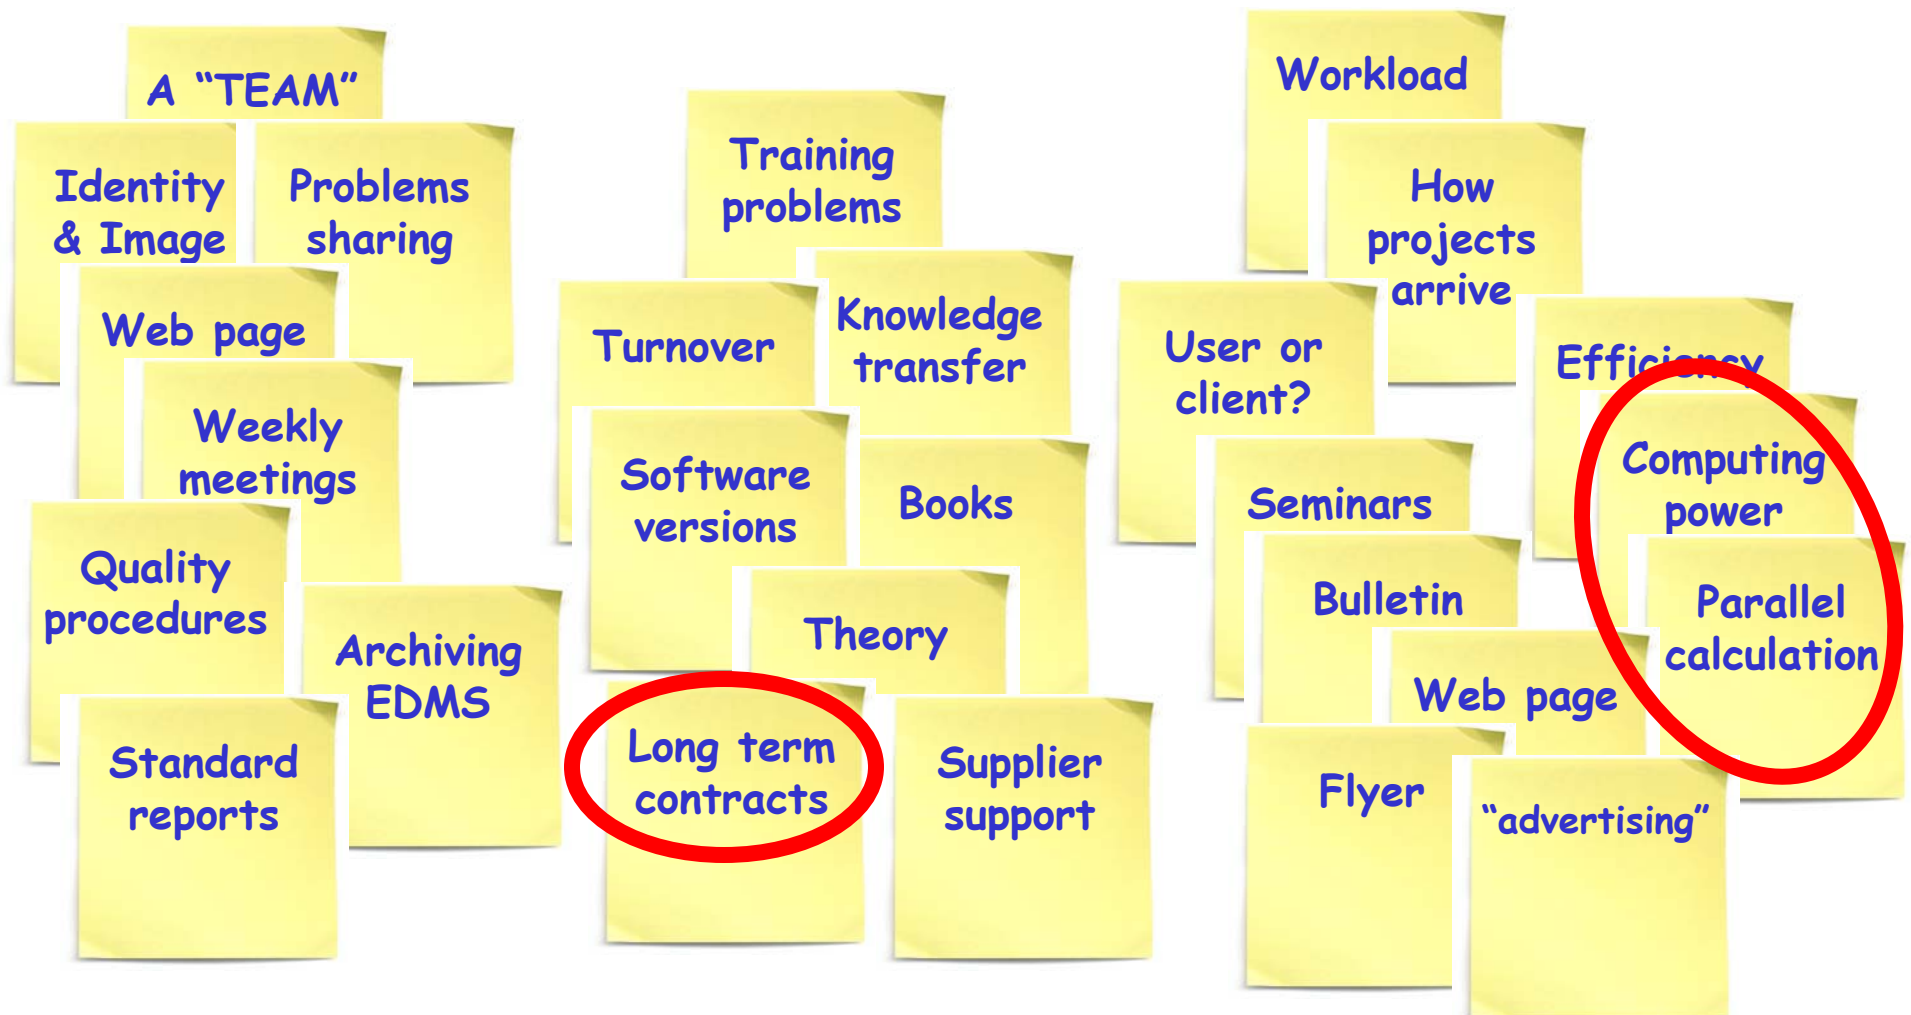 A “TEAM”
Identity
& Image
Problems
sharing
Web page
Weekly
meetings
Quality
procedures
Archiving
EDMS
Standard
reports
Training
problems
Turnover
Knowledge
transfer
Software
versions
Books
Theory
Long term
contracts
Supplier
support
Workload
How
projects
arrive
User or
client?
Efficiency
Computing
power
Seminars
Parallel
calculation
Bulletin
Web page
Flyer
“advertising”